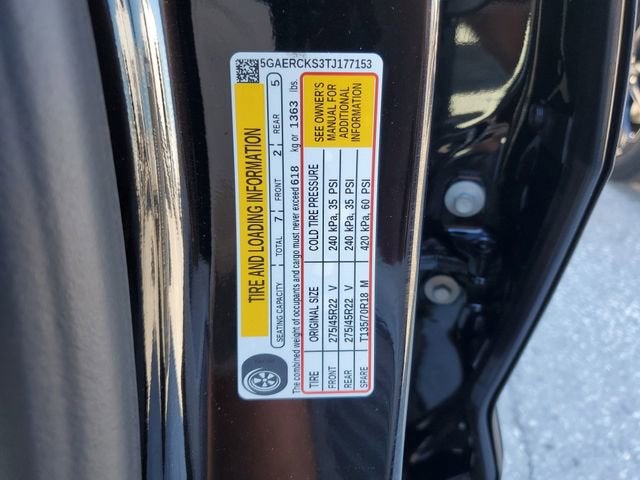 5GAERCKS3TJ177153
TIRE AND LOADING INFORMATION
SEATING CAPACITY TOTAL 7 FRONT 2 REAR 5
The combined weight of occupants and cargo must never exceed 618 kg or 1363 lbs.
TIRE ORIGINAL SIZE COLD TIRE PRESSURE
FRONT 275/45R22 V 240 kPa, 35 PSI
REAR 275/45R22 V 240 kPa, 35 PSI
SPARE T135/70R18 M 420 kPa, 60 PSI
SEE OWNER'S
MANUAL FOR
ADDITIONAL
INFORMATION